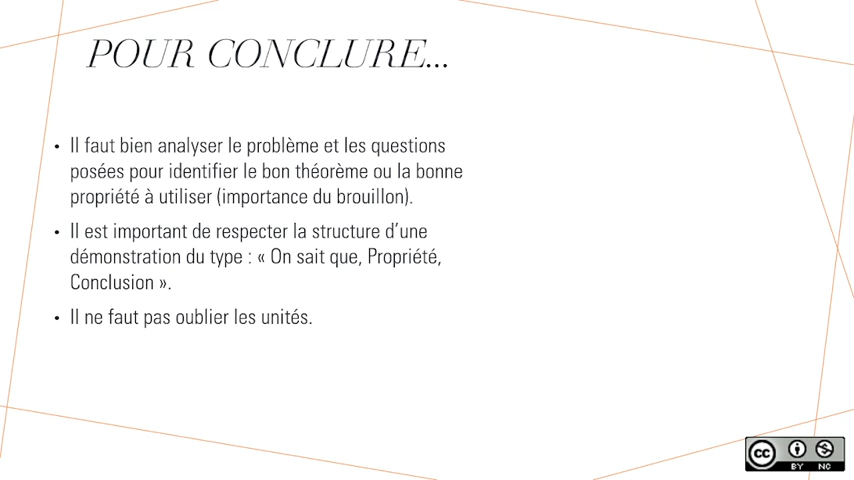 POUR CONCLURE...
• Il faut bien analyser le problème et les questions
posées pour identifier le bon théorème ou la bonne
propriété à utiliser (importance du brouillon).
• Il est important de respecter la structure d’une
démonstration du type : « On sait que, Propriété,
Conclusion ».
• Il ne faut pas oublier les unités.
cc
BY NC